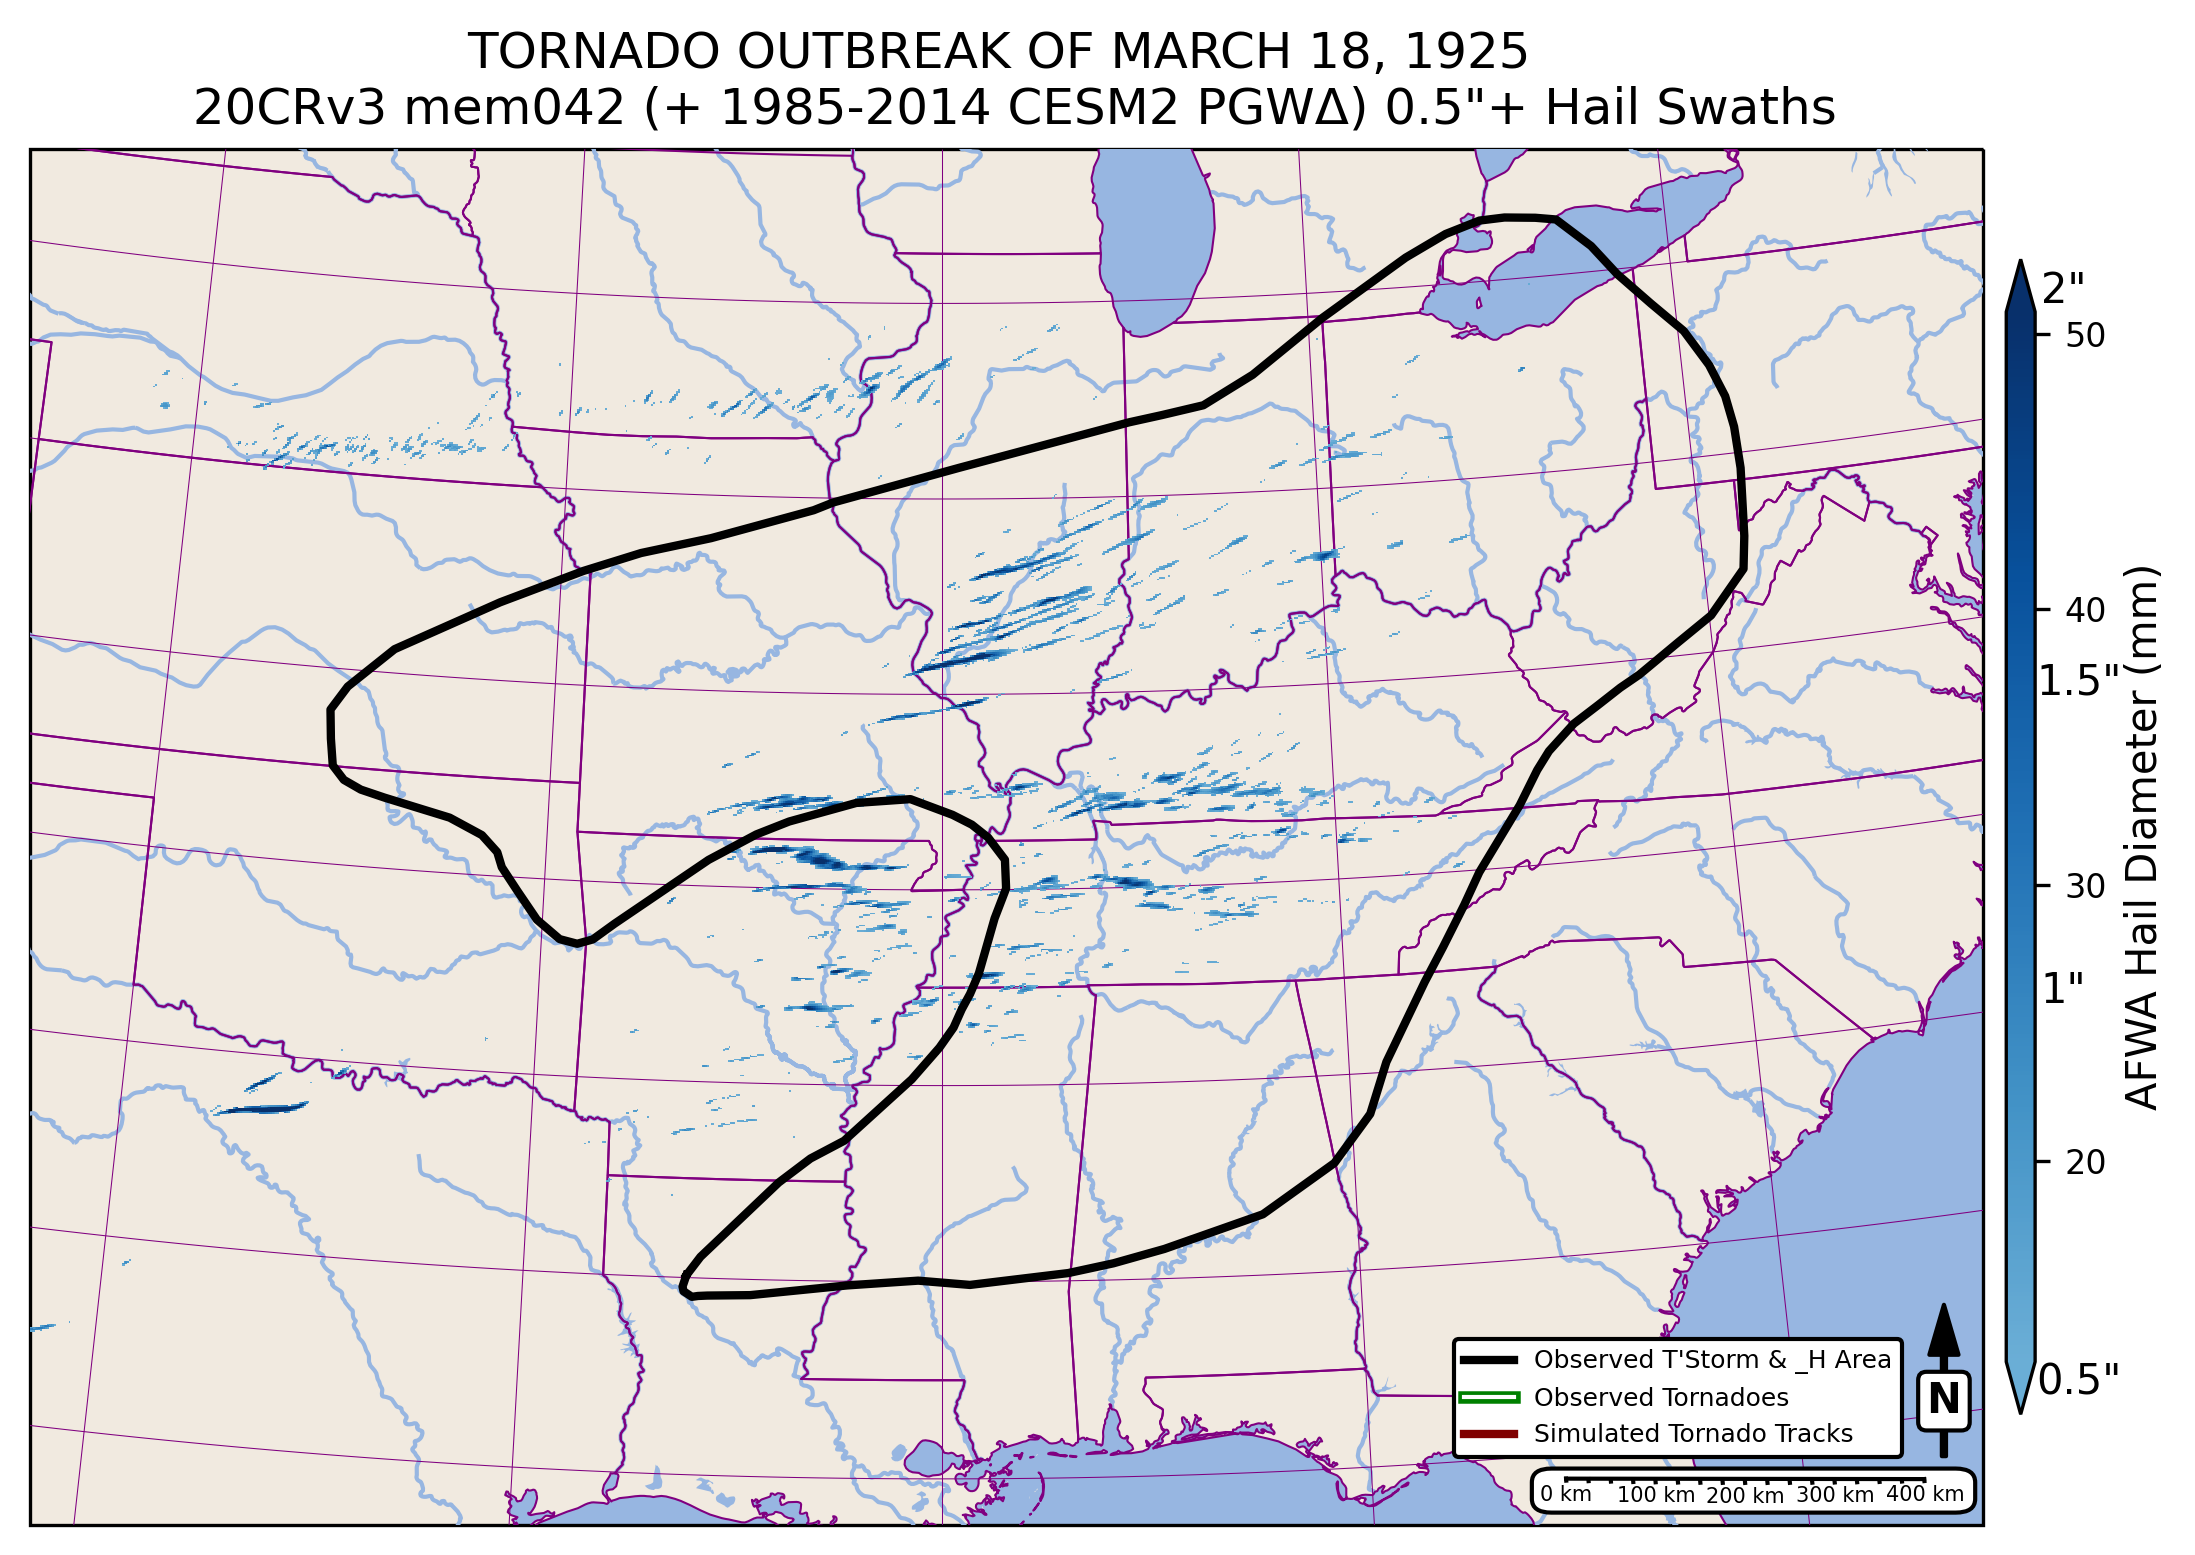 TORNADO OUTBREAK OF MARCH 18, 1925
20CRv3 mem042 (+ 1985-2014 CESM2 PGWΔ) 0.5"+ Hail Swaths
2"
50
40
1.5"
30
1"
20
0.5"
AFWA Hail Diameter (mm)
Observed T'Storm & _H Area
Observed Tornadoes
Simulated Tornado Tracks
N
0 km 100 km 200 km 300 km 400 km